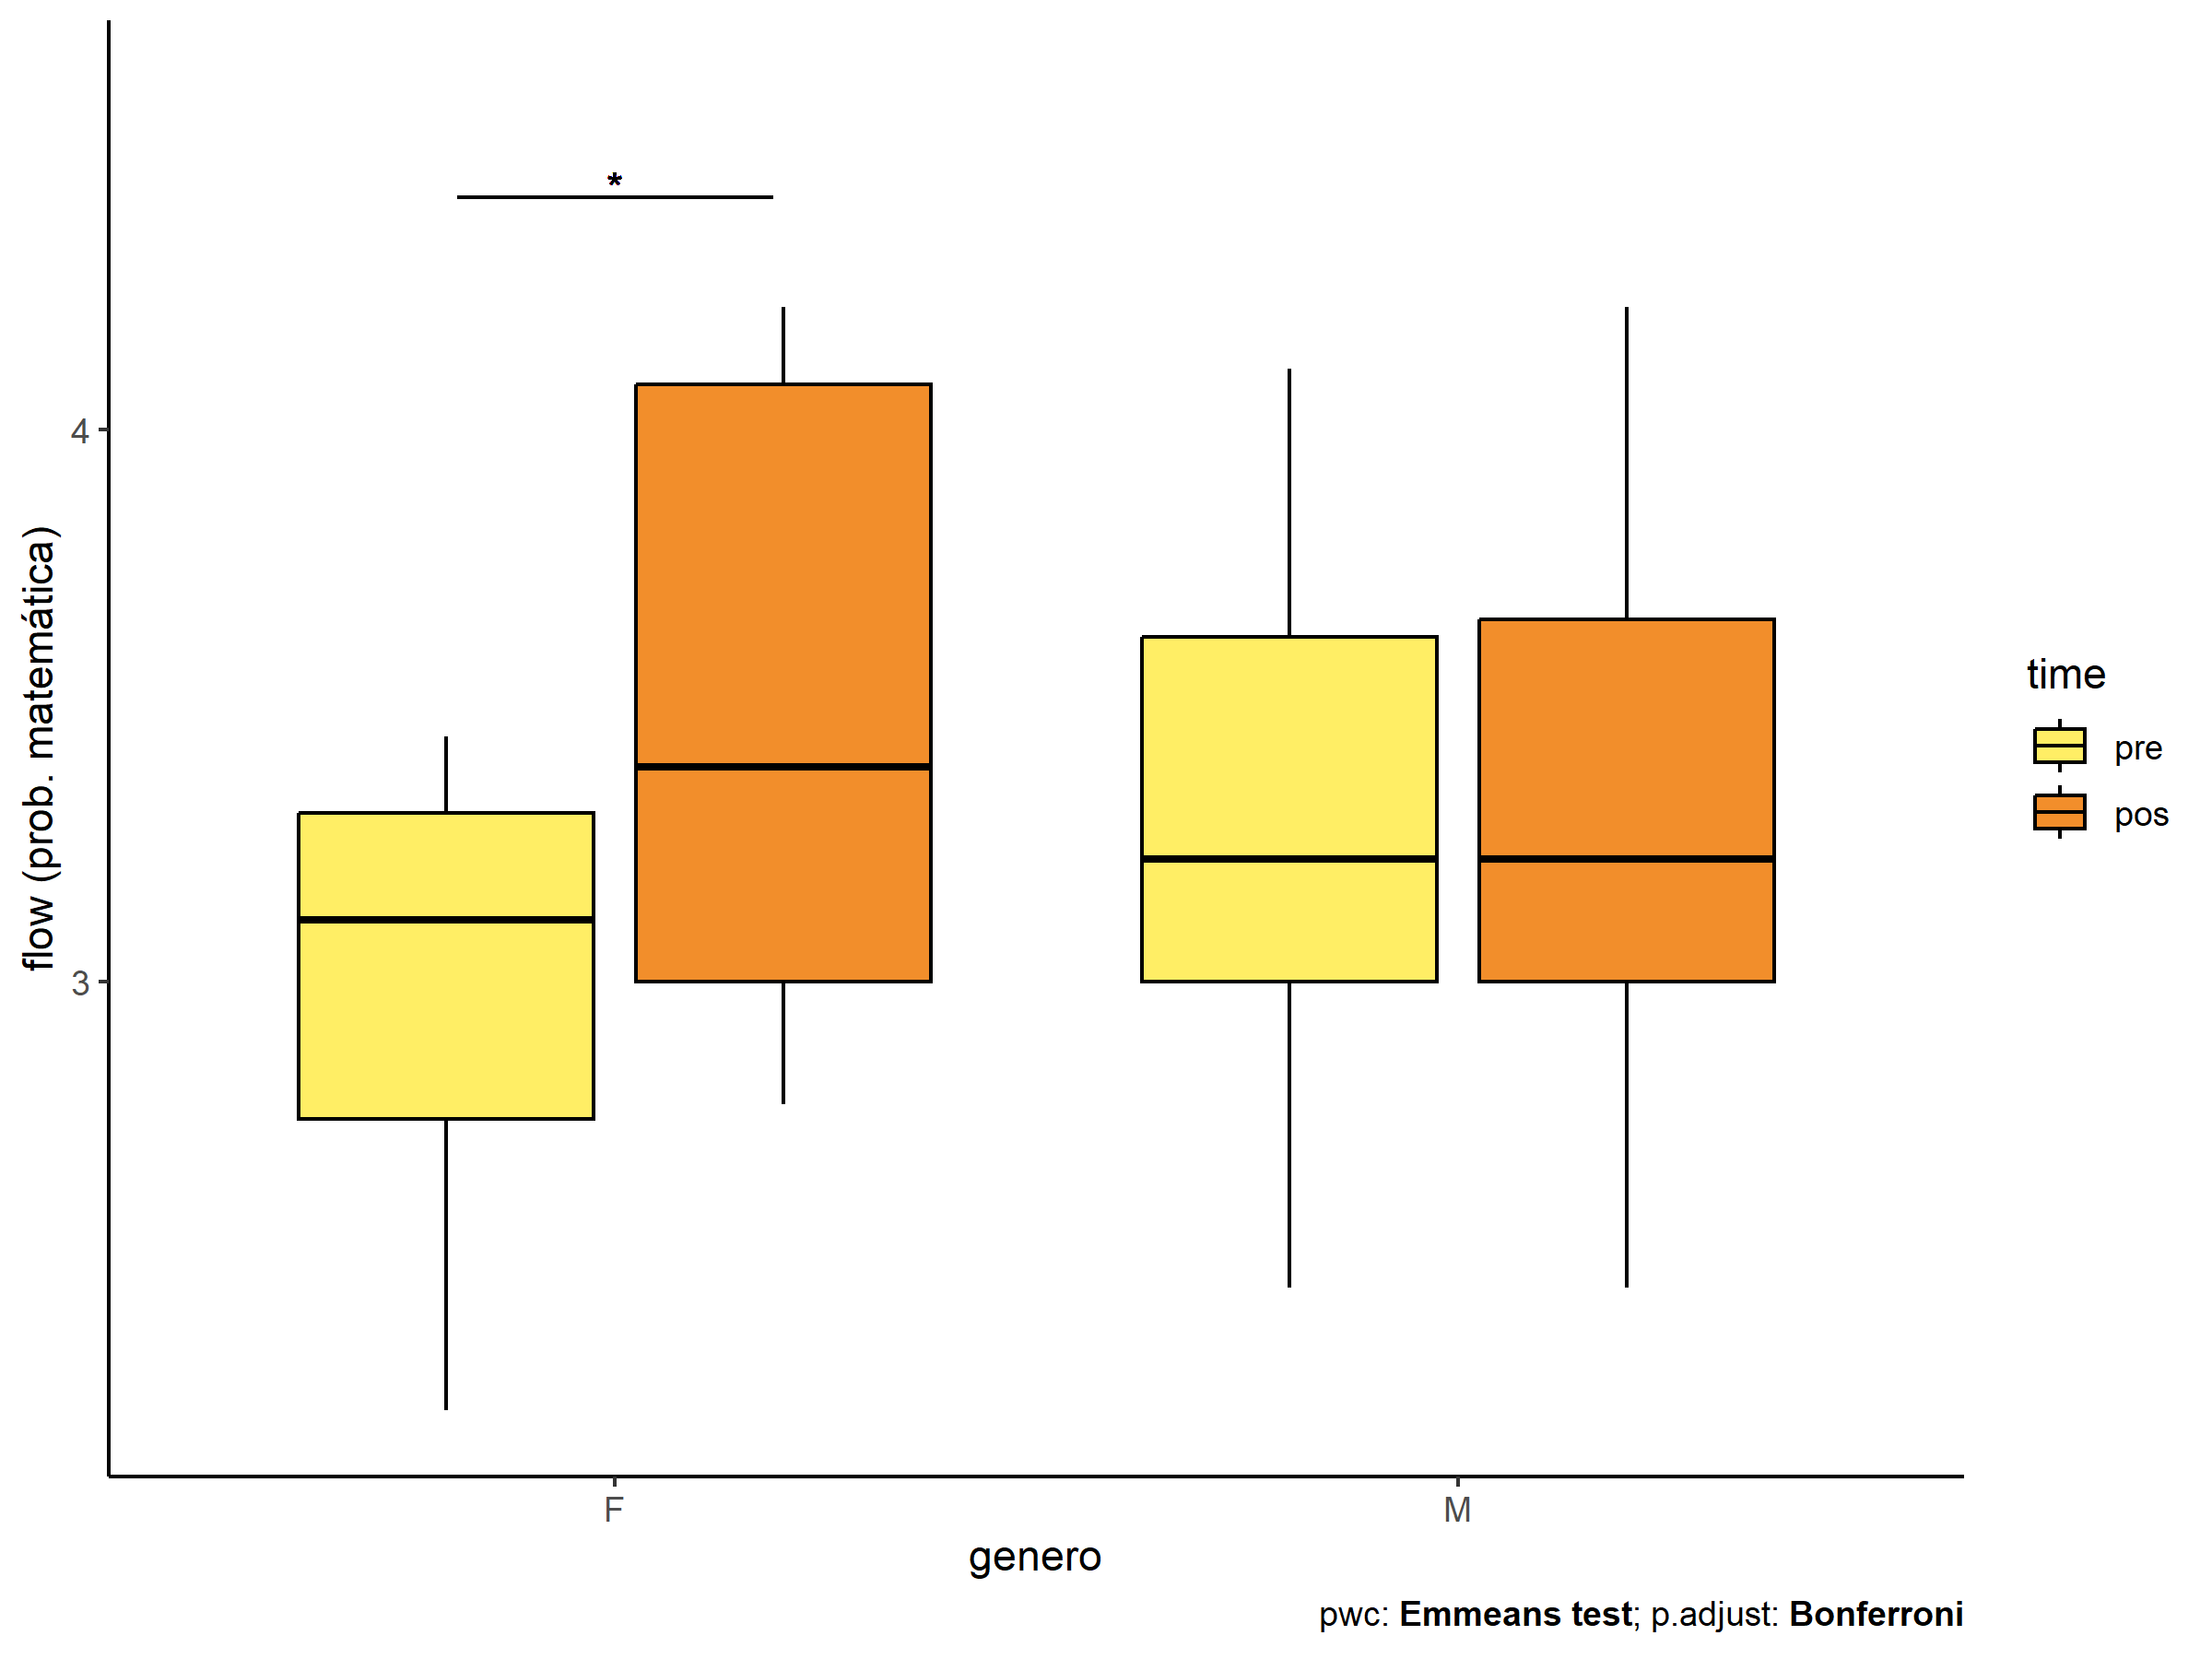 *
4
3
flow (prob. matemática)
F
M
genero
time
pre
pos
pwc: Emmeans test; p.adjust: Bonferroni